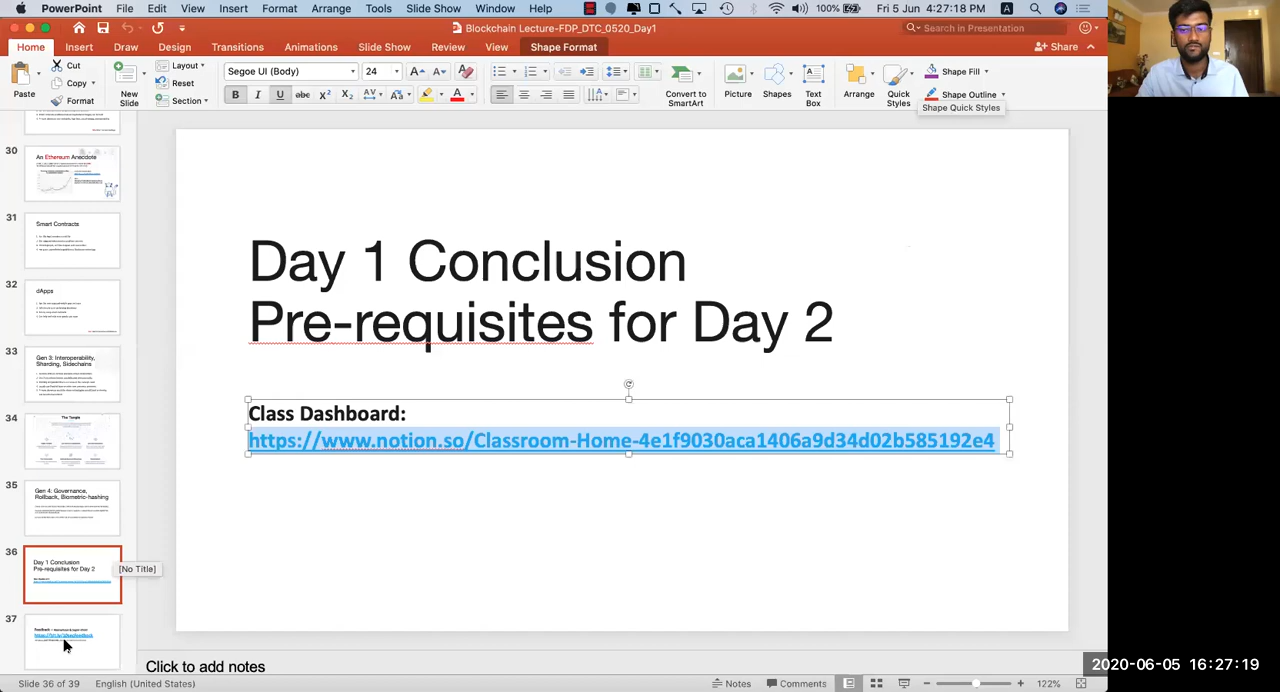 PowerPoint File Edit View Insert Format Arrange Tools Slide Show Window Help 100% Fri 5 Jun 4:27:18 PM A
Blockchain Lecture-FDP_DTC_0520_Day1
Search in Presentation
Home Insert Draw Design Transitions Animations Slide Show Review View Shape Format
Share
Paste
Cut
Copy
Format
New
Slide
Layout
Reset
Section
Segoe UI (Body) 24
Convert to
SmartArt
Picture
Shapes
Text
Box
Arrange
Quick
Styles
Shape Fill
Shape Outline
Shape Quick Styles
30
An Ethereum Anecdote
31
Smart Contracts
32
dApps
33
Gen 3: Interoperability,
Sharding, Sidechains
34
The Tangle
35
Gen 4: Governance,
Rollback, Biometric-hashing
36
Day 1 Conclusion
Pre-requisites for Day 2
[No Title]
37
Day 1 Conclusion
Pre-requisites for Day 2
Class Dashboard:
https://www.notion.so/Classroom-Home-4e1f9030aca1406a9d34d02b585192e4
Click to add notes
Slide 36 of 39 English (United States)
Notes Comments 122%
2020-06-05 16:27:19